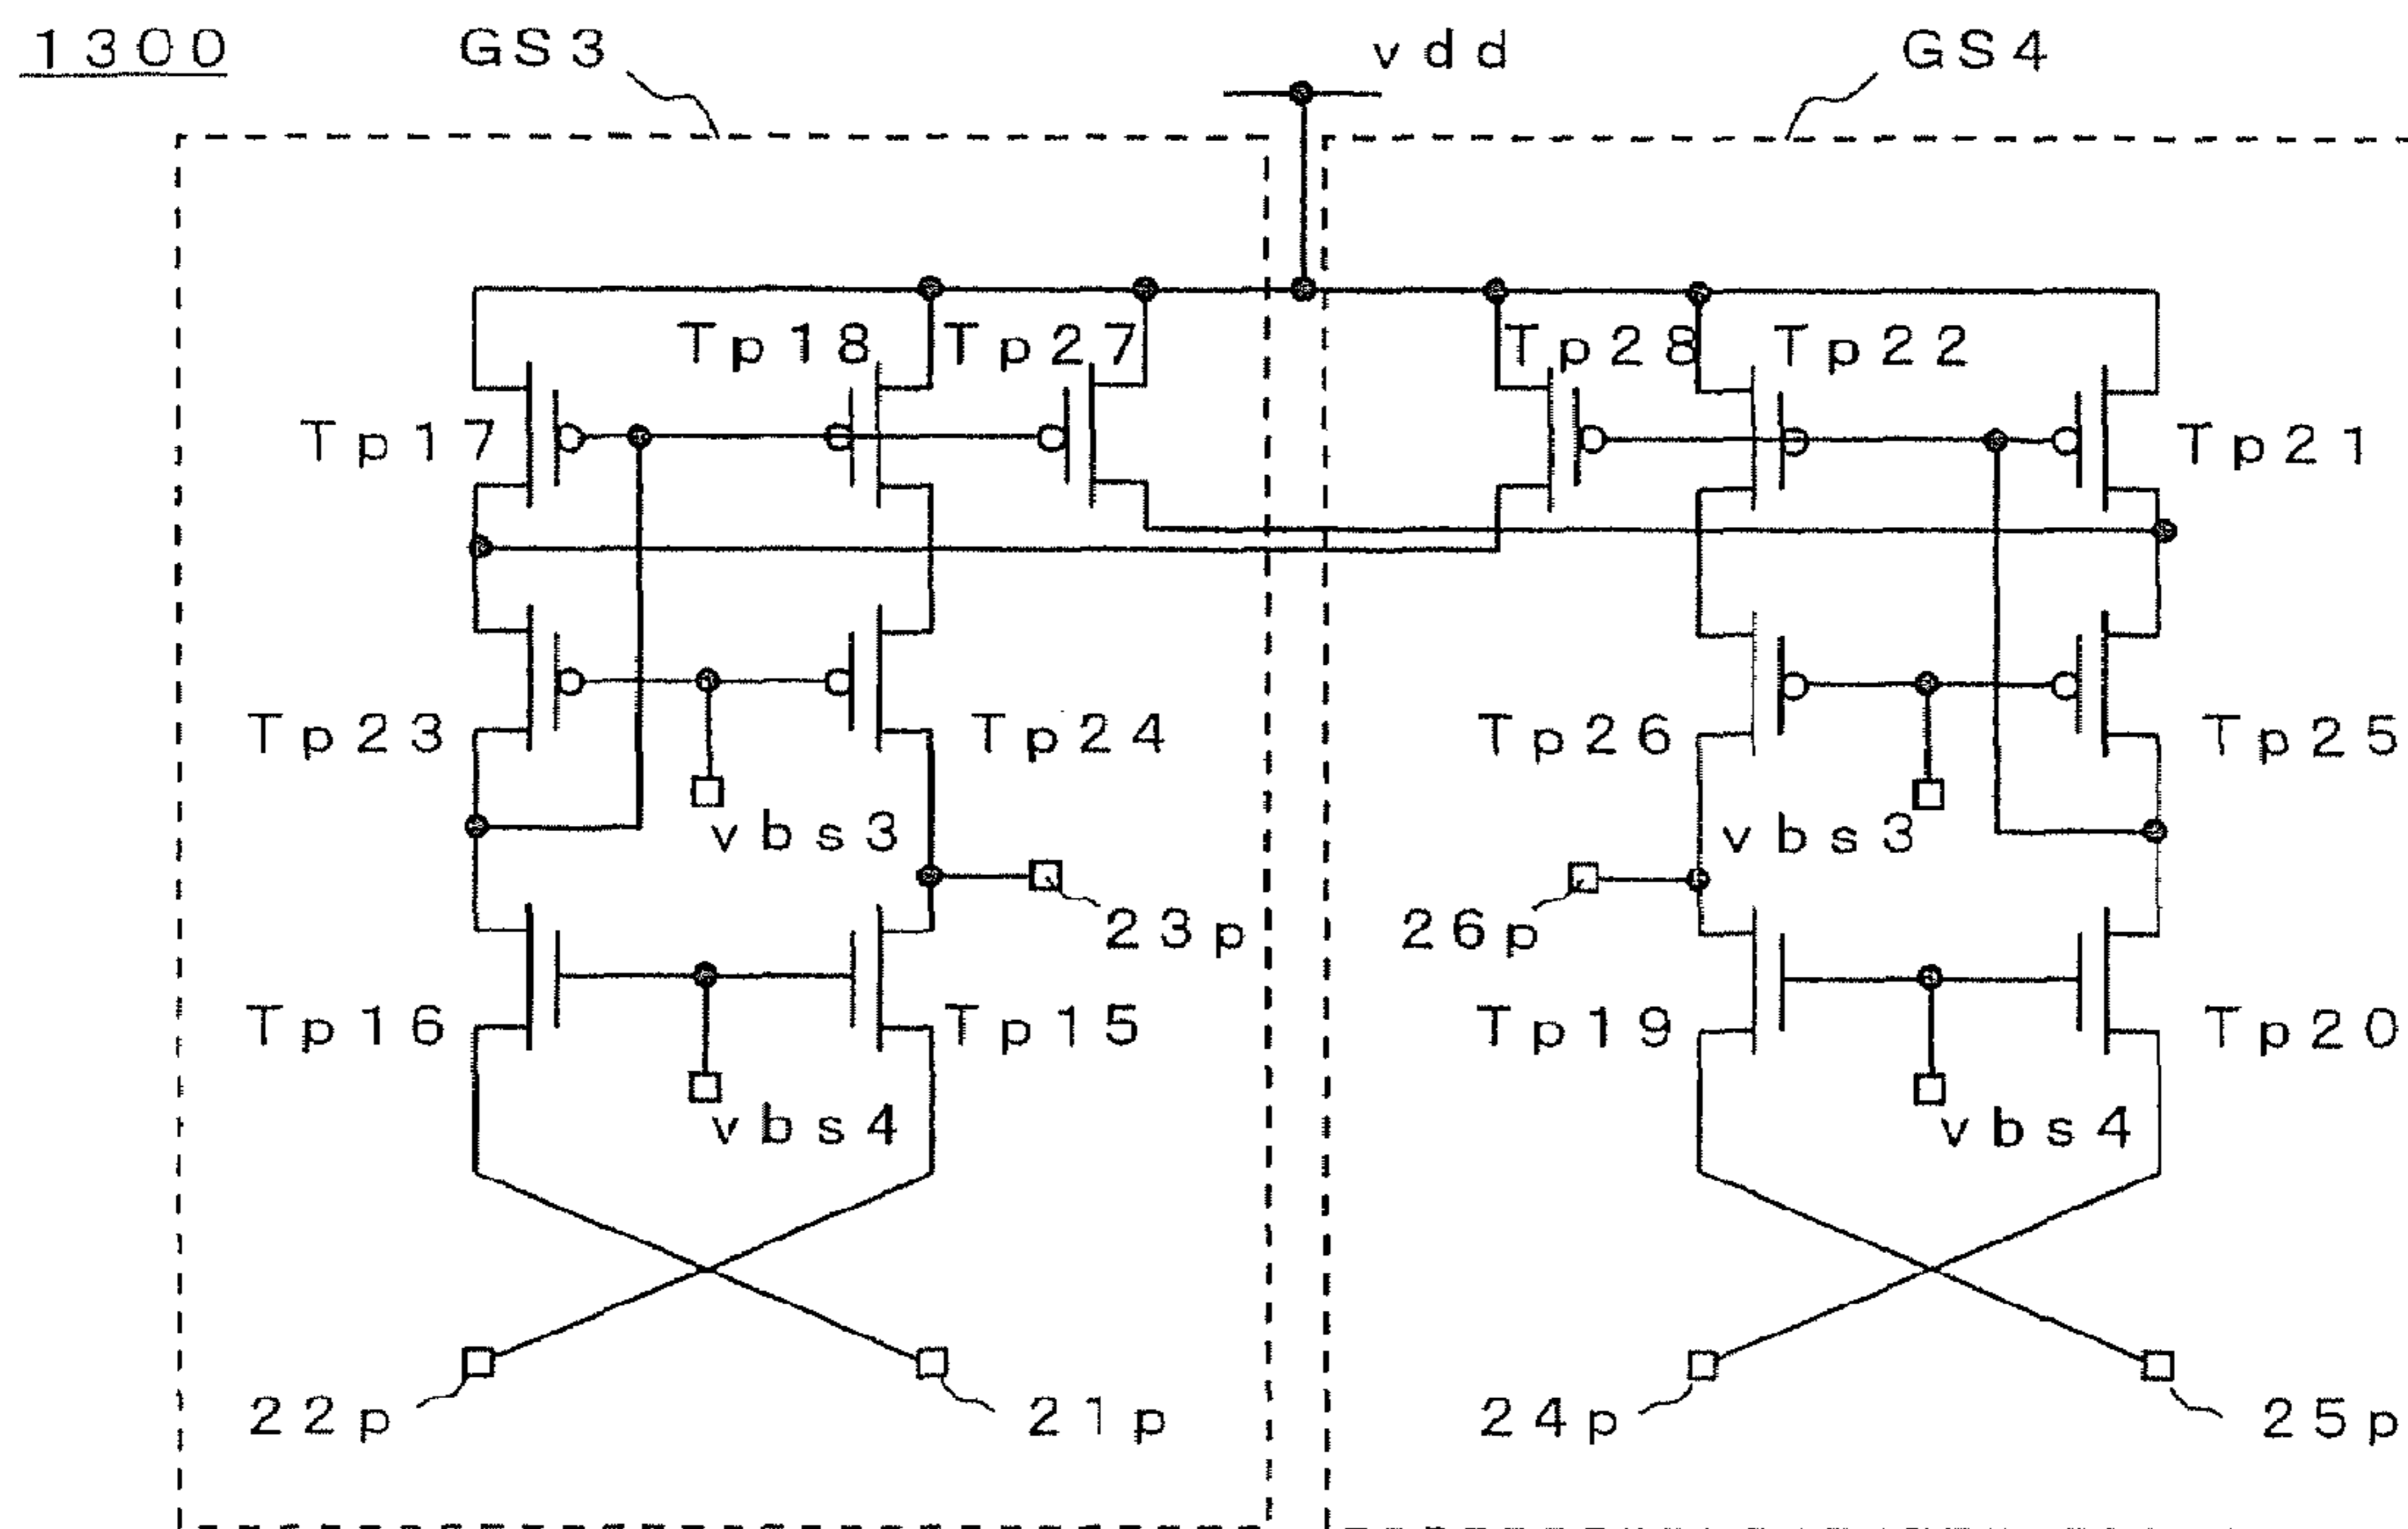 1300
GS3
vdd
GS4
Tp18
Tp27
Tp28
Tp22
Tp17
Tp21
Tp23
Tp24
Tp26
Tp25
vbs3
vbs3
23p
26p
Tp16
Tp15
Tp19
Tp20
vbs4
vbs4
22p
21p
24p
25p